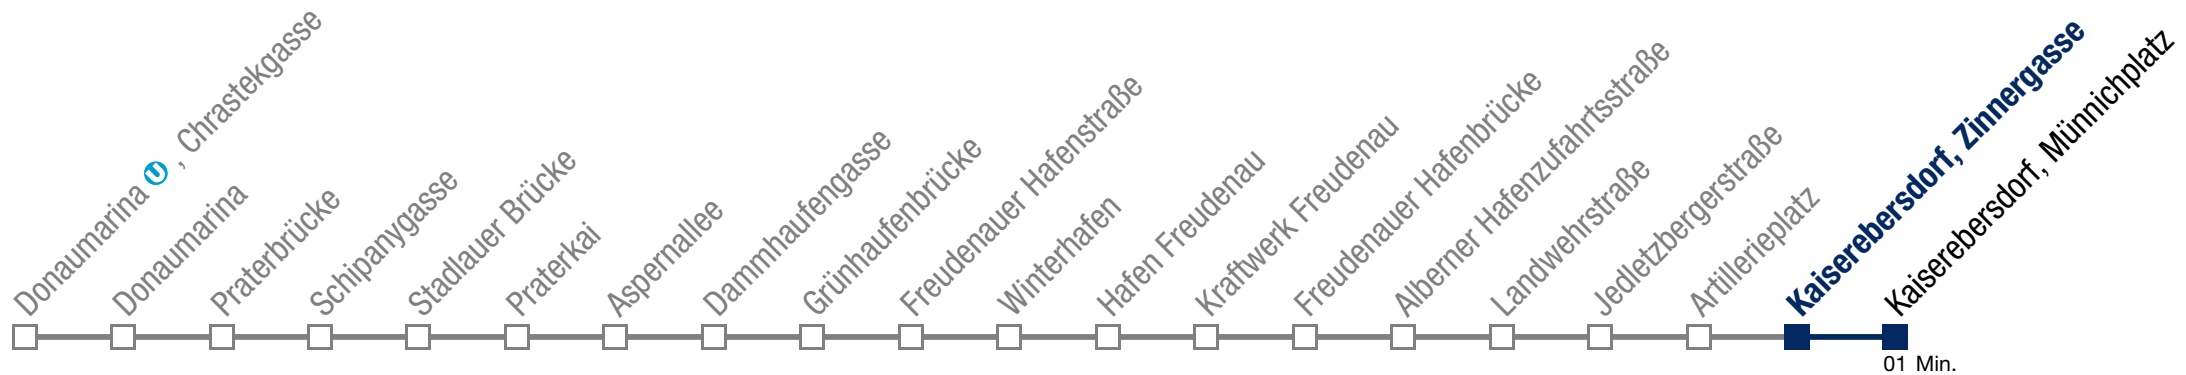 Donaumarina U , Chrastekgasse
Donaumarina
Praterbrücke
Schipanygasse
Stadlauer Brücke
Praterkai
Aspernallee
Dammhaufengasse
Grünhaufenbrücke
Freudenauer Hafenstraße
Winterhafen
Hafen Freudenau
Kraftwerk Freudenau
Freudenauer Hafenbrücke
Alberner Hafenzufahrtsstraße
Landwehrstraße
Jedletzbergerstraße
Artillerieplatz
Kaiserebersdorf, Zinnergasse
Kaiserebersdorf, Münnichplatz
01 Min.